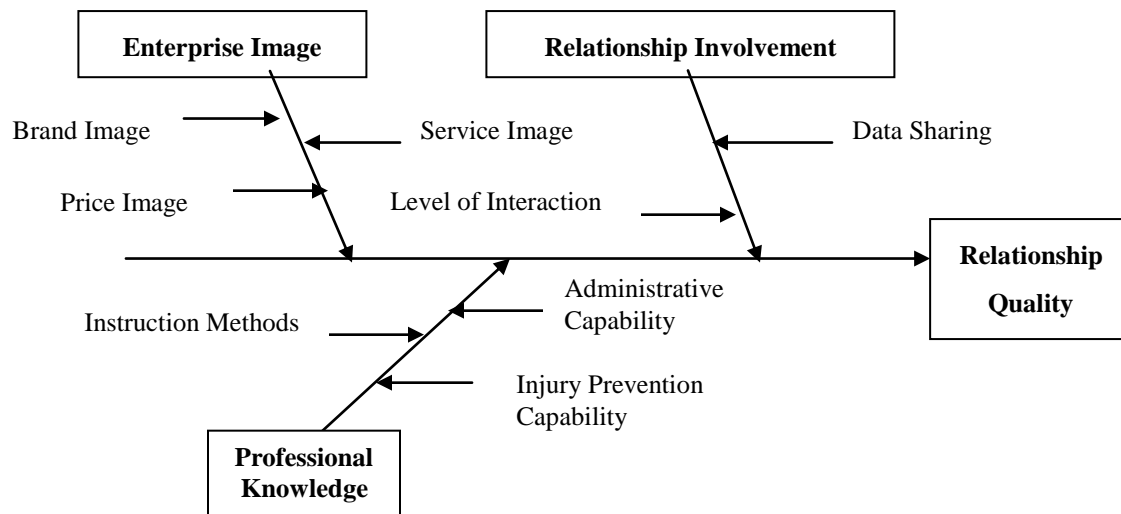 Enterprise Image
Relationship Involvement
Brand Image
Service Image
Data Sharing
Price Image
Level of Interaction
Relationship
Quality
Administrative
Capability
Instruction Methods
Injury Prevention
Capability
Professional
Knowledge